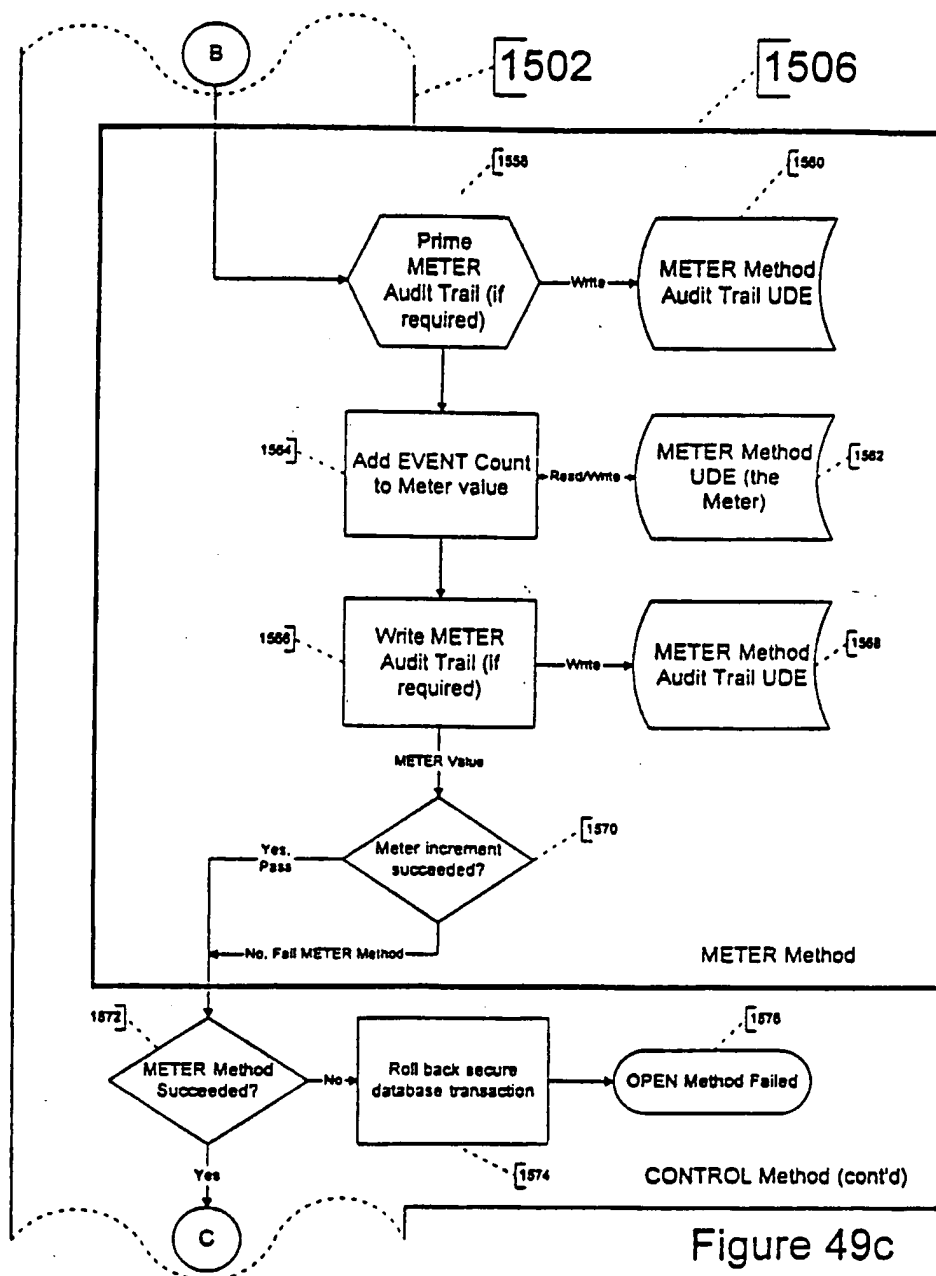 B
1502
1506
1558
1560
Prime
METER
Audit Trail (if
required)
Write
METER Method
Audit Trail UDE
1564
Add EVENT Count
to Meter value
Read/Write
METER Method
UDE (the
Meter)
1562
1566
Write METER
Audit Trail (if
required)
Write
METER Method
Audit Trail UDE
1568
METER Value
Meter increment
succeeded?
1570
Yes,
Pass
No, Fail METER Method
METER Method
1572
METER Method
Succeeded?
No
Roll back secure
database transaction
1576
OPEN Method Failed
Yes
1574
CONTROL Method (cont'd)
C
Figure 49c